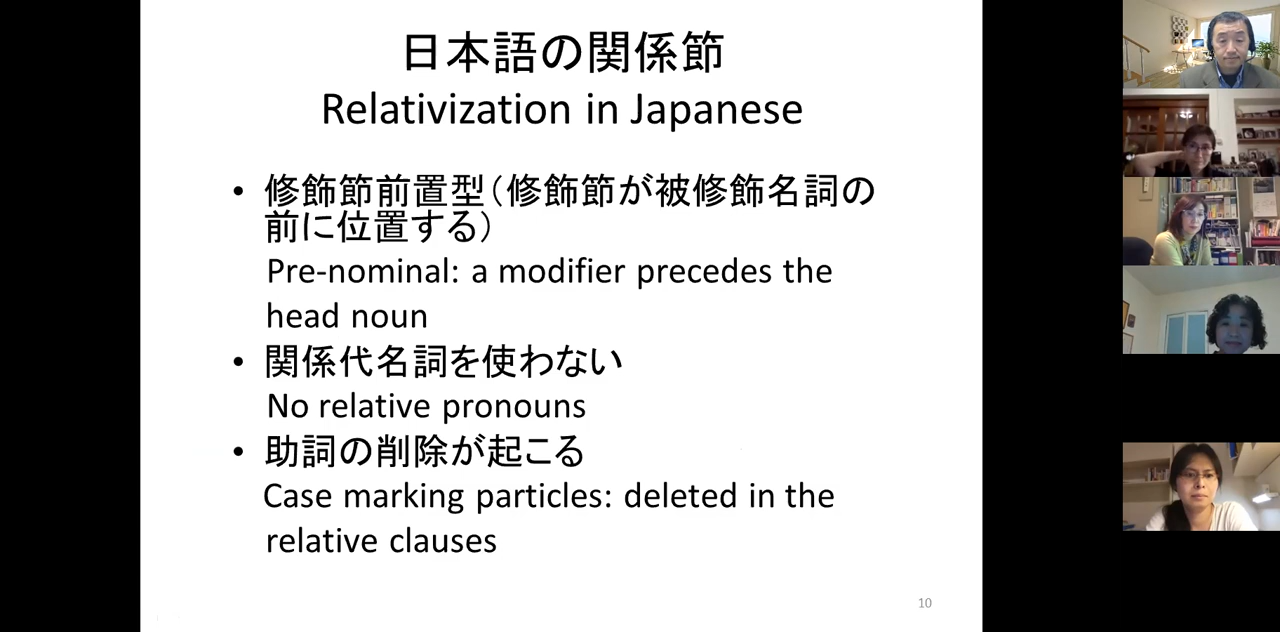 日本語の関係節
Relativization in Japanese
• 修飾節前置型（修飾節が被修飾名詞の
前に位置する）
Pre-nominal: a modifier precedes the
head noun
• 関係代名詞を使わない
No relative pronouns
• 助詞の削除が起こる
Case marking particles: deleted in the
relative clauses
10